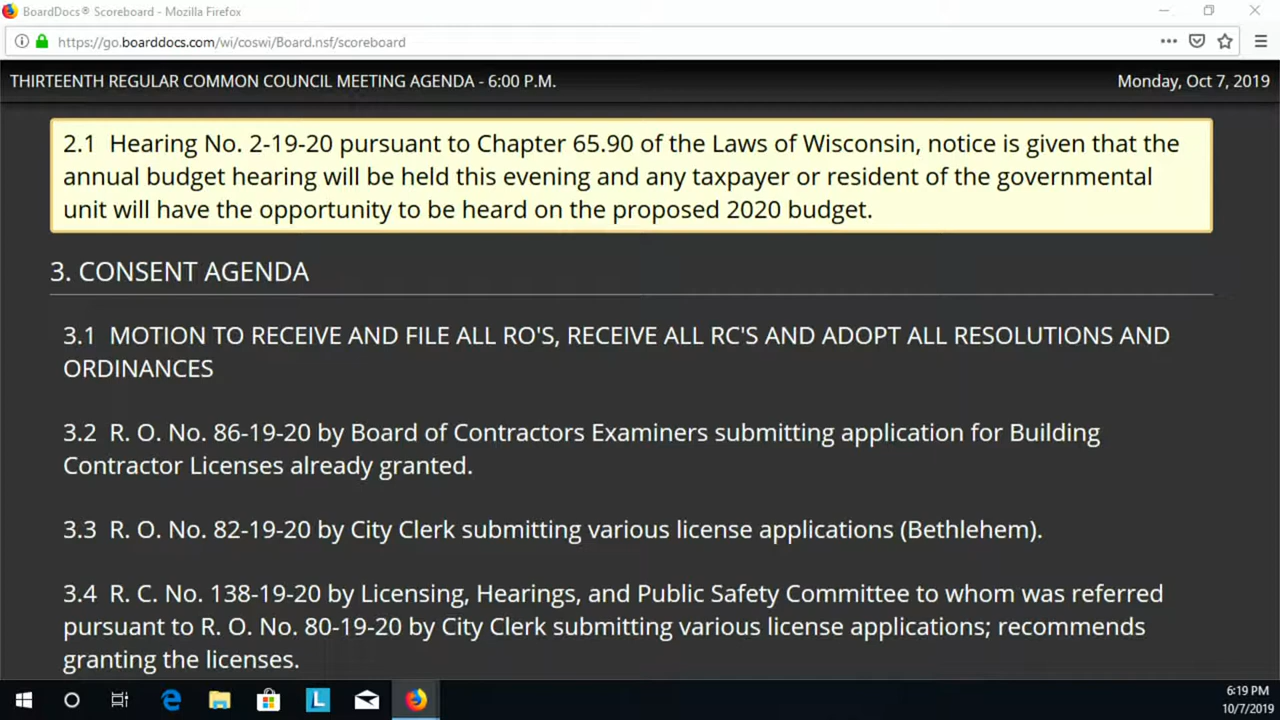 BoardDocs® Scoreboard - Mozilla Firefox
https://go.boarddocs.com/wi/coswi/Board.nsf/scoreboard
THIRTEENTH REGULAR COMMON COUNCIL MEETING AGENDA - 6:00 P.M.
Monday, Oct 7, 2019
2.1 Hearing No. 2-19-20 pursuant to Chapter 65.90 of the Laws of Wisconsin, notice is given that the
annual budget hearing will be held this evening and any taxpayer or resident of the governmental
unit will have the opportunity to be heard on the proposed 2020 budget.
3. CONSENT AGENDA
3.1 MOTION TO RECEIVE AND FILE ALL RO'S, RECEIVE ALL RC'S AND ADOPT ALL RESOLUTIONS AND
ORDINANCES
3.2 R. O. No. 86-19-20 by Board of Contractors Examiners submitting application for Building
Contractor Licenses already granted.
3.3 R. O. No. 82-19-20 by City Clerk submitting various license applications (Bethlehem).
3.4 R. C. No. 138-19-20 by Licensing, Hearings, and Public Safety Committee to whom was referred
pursuant to R. O. No. 80-19-20 by City Clerk submitting various license applications; recommends
granting the licenses.
L
6:19 PM
10/7/2019